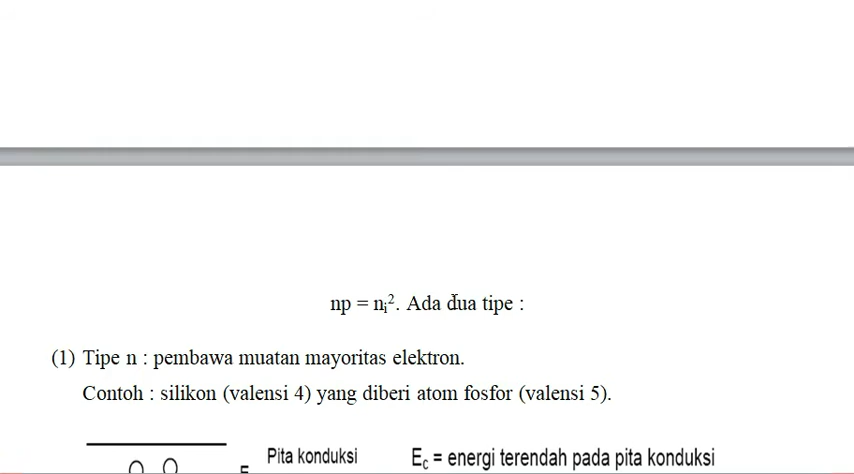 np = nᵢ². Ada dua tipe :
(1) Tipe n : pembawa muatan mayoritas elektron.
Contoh : silikon (valensi 4) yang diberi atom fosfor (valensi 5).
Pita konduksi
E꜀ = energi terendah pada pita konduksi